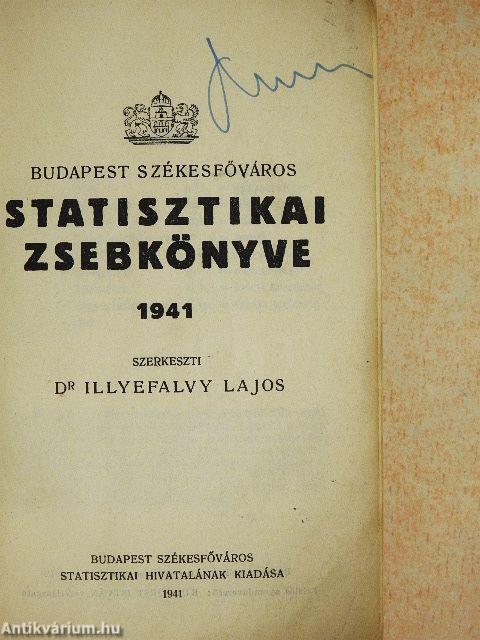 BUDAPEST SZÉKESFŐVÁROS
STATISZTIKAI
ZSEBKÖNYVE
1941
SZERKESZTI
DR ILLYEFALVY LAJOS
BUDAPEST SZÉKESFŐVÁROS
STATISZTIKAI HIVATALÁNAK KIADÁSA
1941
Antikvárium.hu